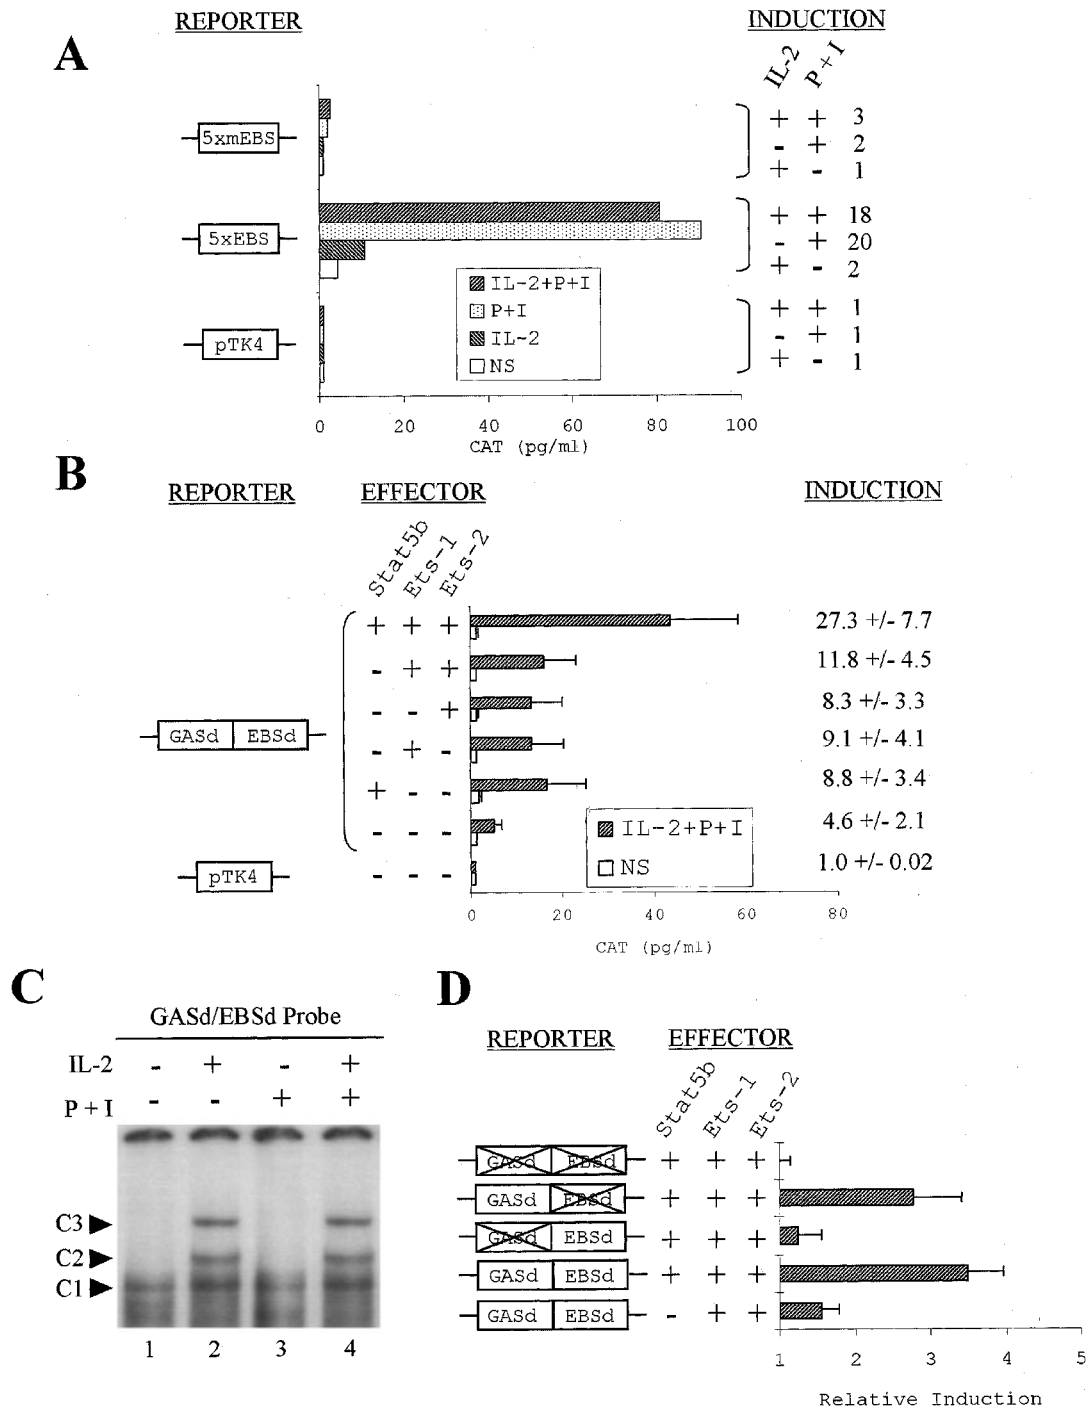 A
REPORTER
INDUCTION
IL-2 P+I
5xmEBS
+ + 3
- + 2
+ - 1
5xEBS
+ + 18
- + 20
+ - 2
pTK4
+ + 1
- + 1
+ - 1
IL-2+P+I
P+I
IL-2
NS
0 20 40 60 80 100
CAT (pg/ml)
B
REPORTER EFFECTOR INDUCTION
Stat5b Ets-1 Ets-2
+ + + 27.3 +/- 7.7
- + + 11.8 +/- 4.5
- - + 8.3 +/- 3.3
GASd EBSd
- + - 9.1 +/- 4.1
+ - - 8.8 +/- 3.4
- - - 4.6 +/- 2.1
pTK4 - - - 1.0 +/- 0.02
IL-2+P+I
NS
0 20 40 60 80
CAT (pg/ml)
C
GASd/EBSd Probe
IL-2 - + - +
P + I - - + +
C3
C2
C1
1 2 3 4
D
REPORTER EFFECTOR
Stat5b Ets-1 Ets-2
GASd EBSd + + +
GASd EBSd + + +
GASd EBSd + + +
GASd EBSd + + +
GASd EBSd - + +
1 2 3 4 5
Relative Induction